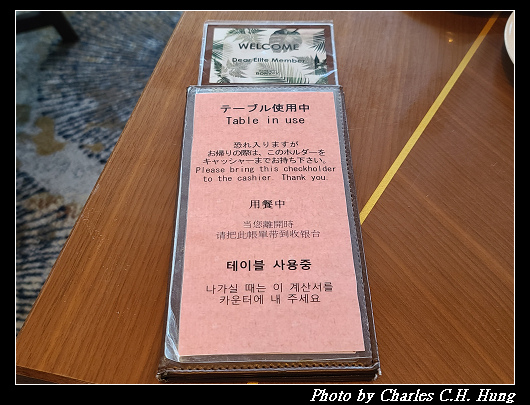 WELCOME
Dear Elite Member
BONVOY
テーブル使用中
Table in use
恐れ入りますが
お帰りの際は、このホルダーを
キャッシャーまでお持ち下さい。
Please bring this checkholder
to the cashier. Thank you.
用餐中
当您離開時
请把此帳單帯到收银台
테이블 사용중
나가실 때는 이 계산서를
카운터에 내 주세요
Photo by Charles C.H. Hung